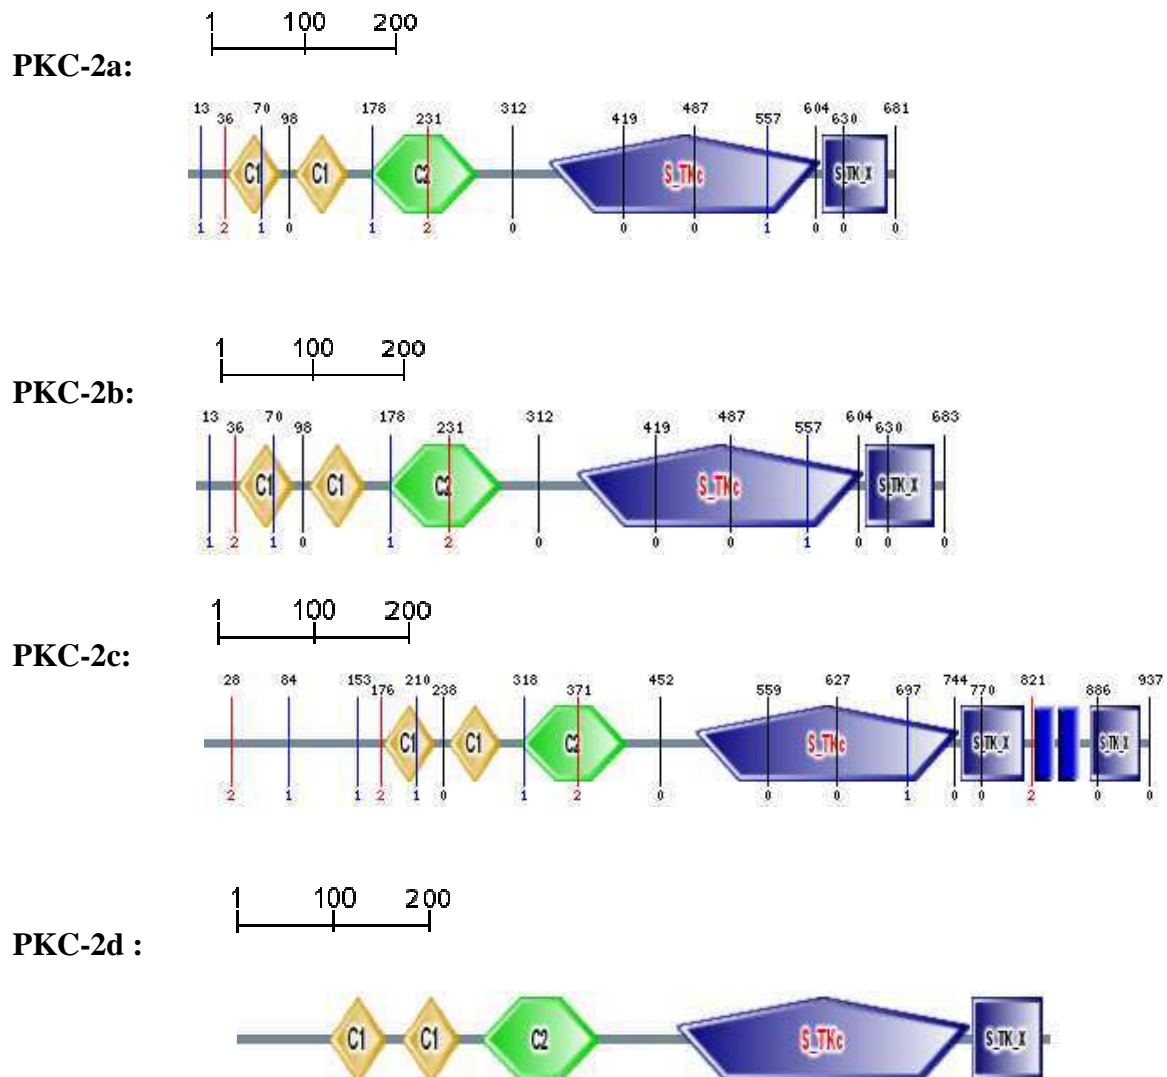 1 100 200
PKC-2a:
13 70 178 312 604 681
36 98 231 419 487 557 630
C1 C1 C2 S_TKc S_TK_X
1 2 1 0 1 2 0 0 0 1 0 0 0
1 100 200
PKC-2b:
13 70 178 312 604 683
36 98 231 419 487 557 630
C1 C1 C2 S_TKc S_TK_X
1 2 1 0 1 2 0 0 0 1 0 0 0
1 100 200
PKC-2c:
28 84 153 210 318 452 627 744 821 937
176 238 371 559 697 770 886
C1 C1 C2 S_TKc S_TK_X S_TK_X
2 1 1 2 1 0 1 2 0 0 0 1 0 0 2 0 0
1 100 200
PKC-2d :
C1 C1 C2 S_TKc S_TK_X